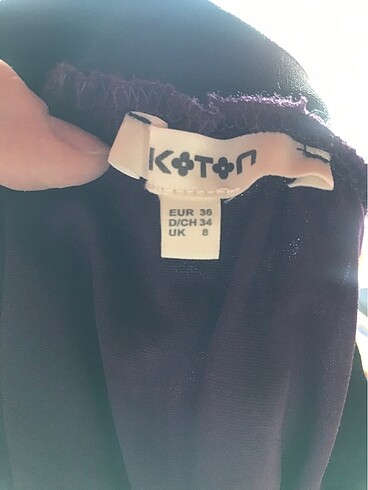 KOTON
EUR 36
D/CH 34
UK 8